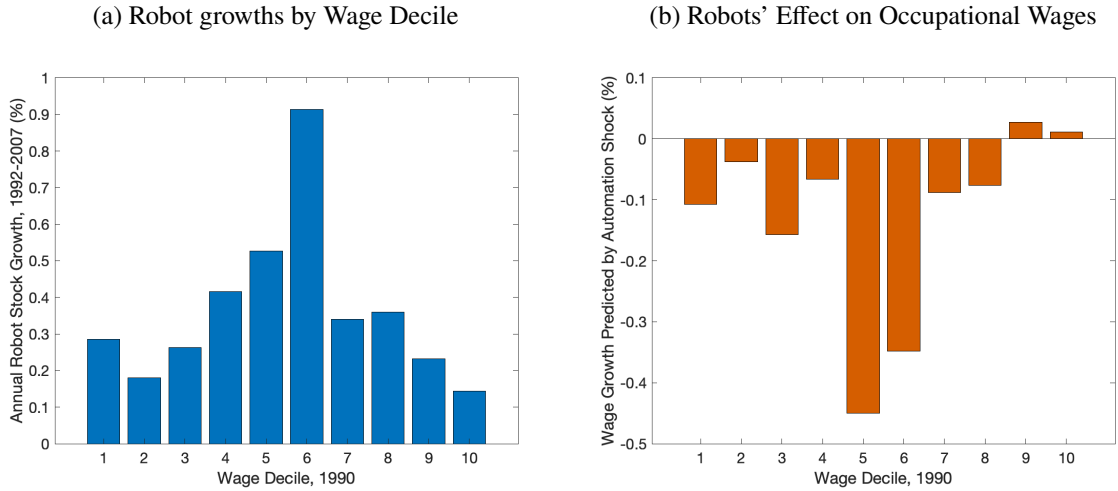 (a) Robot growths by Wage Decile
Annual Robot Stock Growth, 1992-2007 (%)
1
0.9
0.8
0.7
0.6
0.5
0.4
0.3
0.2
0.1
0
1 2 3 4 5 6 7 8 9 10
Wage Decile, 1990
(b) Robots’ Effect on Occupational Wages
Wage Growth Predicted by Automation Shock (%)
0.1
0
-0.1
-0.2
-0.3
-0.4
-0.5
1 2 3 4 5 6 7 8 9 10
Wage Decile, 1990